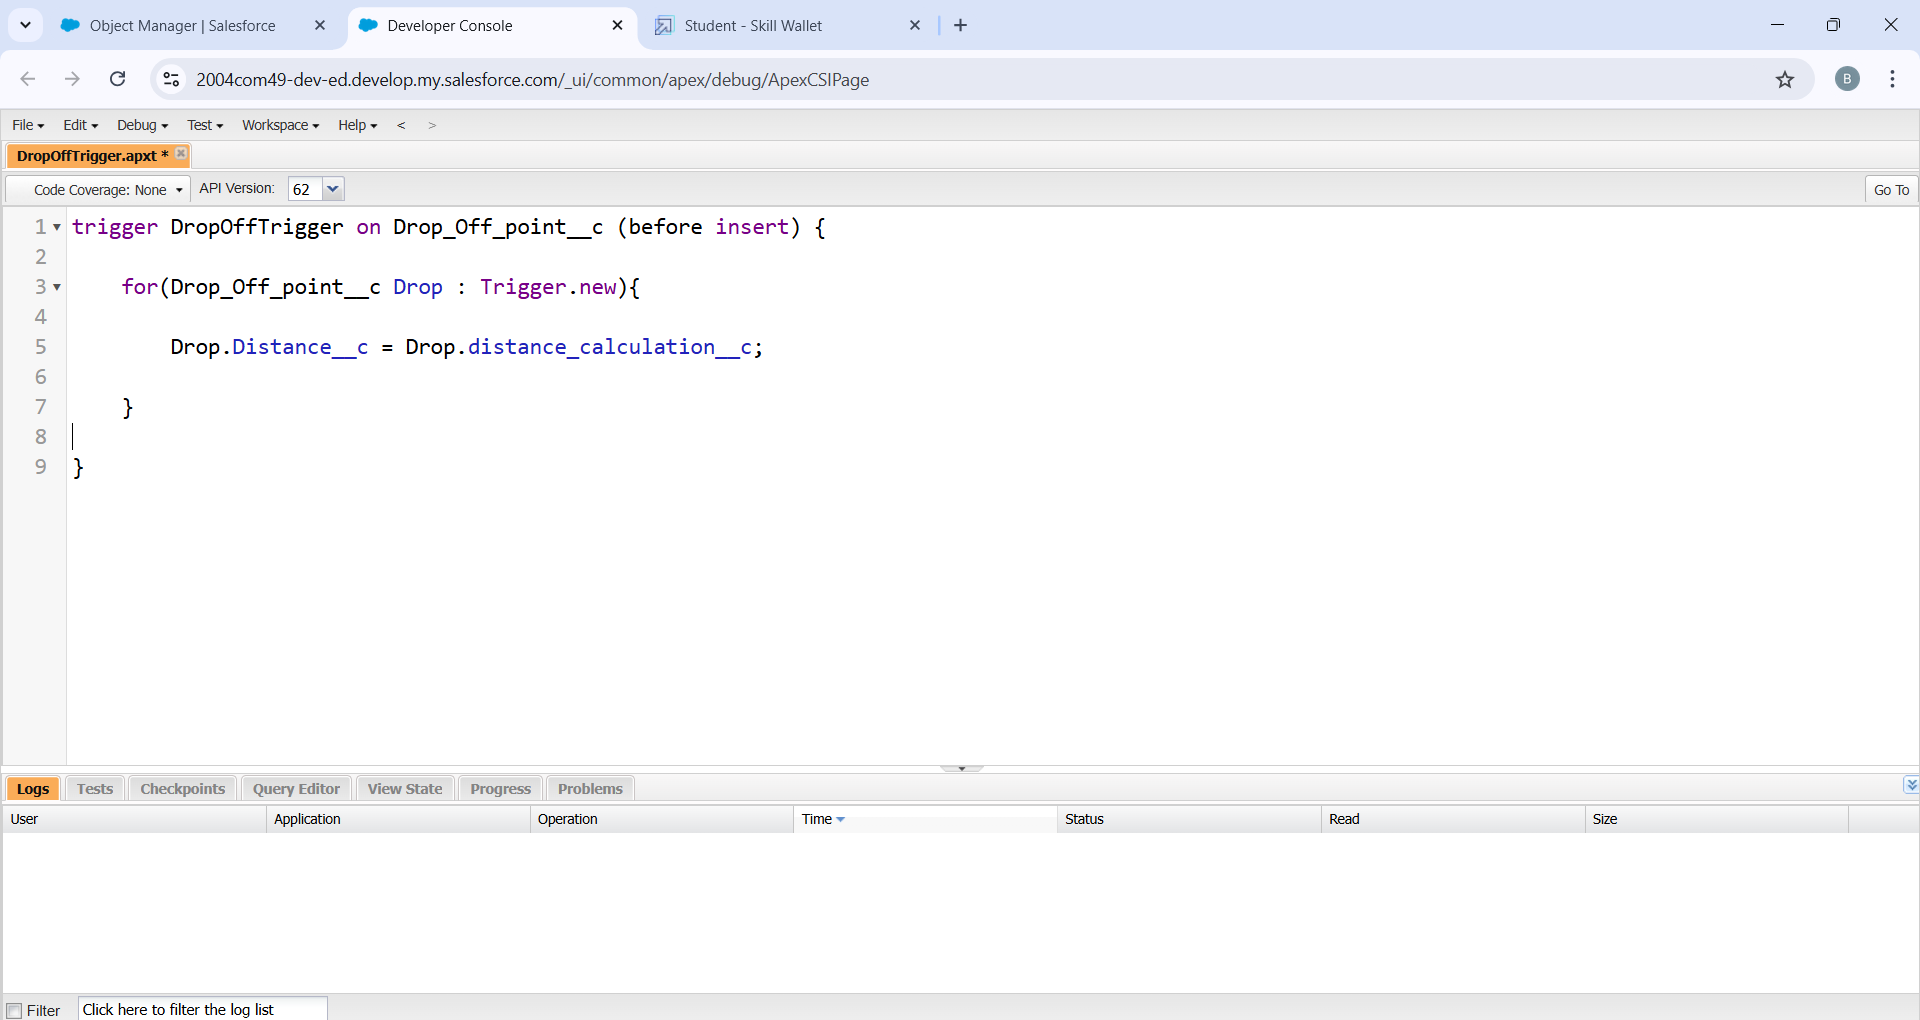 Object Manager | Salesforce
Developer Console
Student - Skill Wallet
2004com49-dev-ed.develop.my.salesforce.com/_ui/common/apex/debug/ApexCSIPage
B
File Edit Debug Test Workspace Help < >
DropOffTrigger.apxt *
Code Coverage: None API Version: 62 Go To
1 trigger DropOffTrigger on Drop_Off_point__c (before insert) {
2
3 for(Drop_Off_point__c Drop : Trigger.new){
4
5 Drop.Distance__c = Drop.distance_calculation__c;
6
7 }
8
9 }
Logs Tests Checkpoints Query Editor View State Progress Problems
User Application Operation Time Status Read Size
Filter Click here to filter the log list